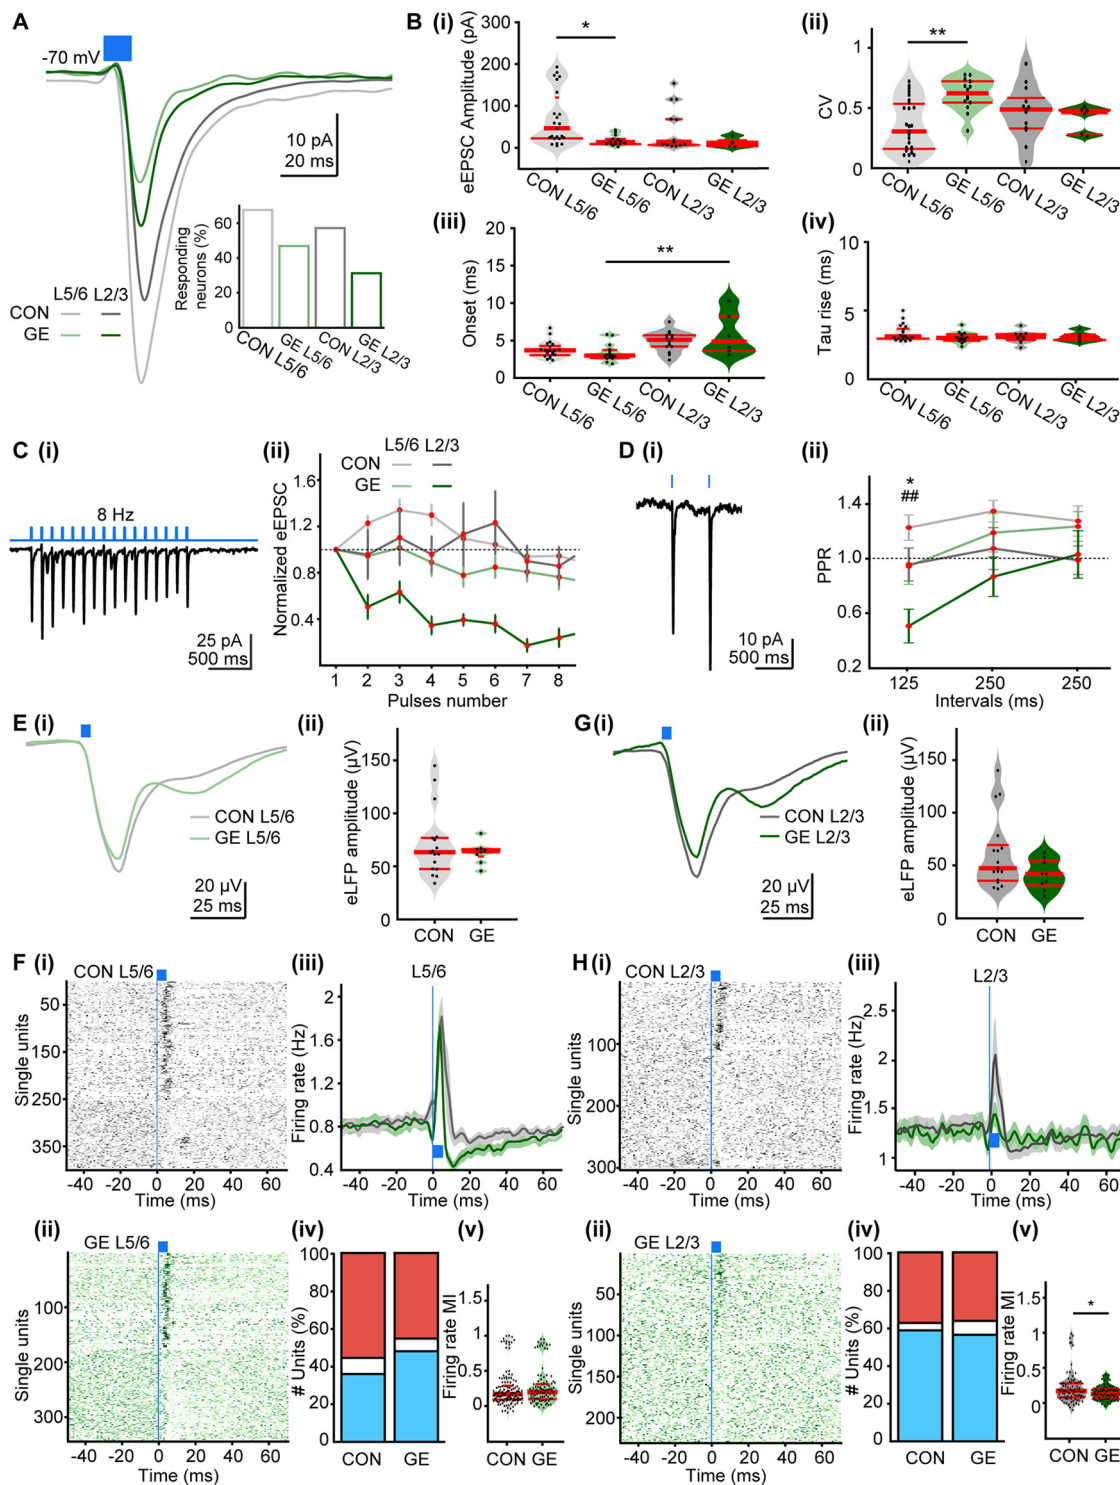 A
-70 mV
10 pA
20 ms
L5/6 L2/3
CON
GE
Responding
neurons (%)
60
40
20
0
CON L5/6
GE L5/6
CON L2/3
GE L2/3
B (i)
eEPSC Amplitude (pA)
300
200
100
0
*
CON L5/6
GE L5/6
CON L2/3
GE L2/3
(ii)
CV
1
0.5
0
**
CON L5/6
GE L5/6
CON L2/3
GE L2/3
(iii)
Onset (ms)
20
15
10
5
0
**
CON L5/6
GE L5/6
CON L2/3
GE L2/3
(iv)
Tau rise (ms)
10
5
0
CON L5/6
GE L5/6
CON L2/3
GE L2/3
C (i)
8 Hz
25 pA
500 ms
(ii)
L5/6 L2/3
CON
GE
Normalized eEPSC
1.6
1.2
0.8
0.4
1 2 3 4 5 6 7 8
Pulses number
D (i)
10 pA
500 ms
(ii)
*
##
PPR
1.4
1.0
0.6
0.2
125 250 250
Intervals (ms)
E (i)
CON L5/6
GE L5/6
20 µV
25 ms
(ii)
eLFP amplitude (µV)
150
100
50
0
CON GE
G (i)
CON L2/3
GE L2/3
20 µV
25 ms
(ii)
eLFP amplitude (µV)
150
100
50
0
CON GE
F (i)
CON L5/6
Single units
50
150
250
350
-40 -20 0 20 40 60
Time (ms)
(iii)
L5/6
Firing rate (Hz)
2
1.6
1.2
0.8
0.4
-40 -20 0 20 40 60
Time (ms)
H (i)
CON L2/3
Single units
100
200
300
-40 -20 0 20 40 60
Time (ms)
(iii)
L2/3
Firing rate (Hz)
2.5
2
1.5
1
-40 -20 0 20 40 60
Time (ms)
(ii)
GE L5/6
Single units
100
200
300
-40 -20 0 20 40 60
Time (ms)
(iv)
# Units (%)
100
80
60
40
20
0
CON GE
(v)
Firing rate MI
1.5
1
0.5
0
CON GE
(ii)
GE L2/3
Single units
50
100
150
200
-40 -20 0 20 40 60
Time (ms)
(iv)
# Units (%)
100
80
60
40
20
0
CON GE
(v)
Firing rate MI
1.5
1
0.5
0
*
CON GE